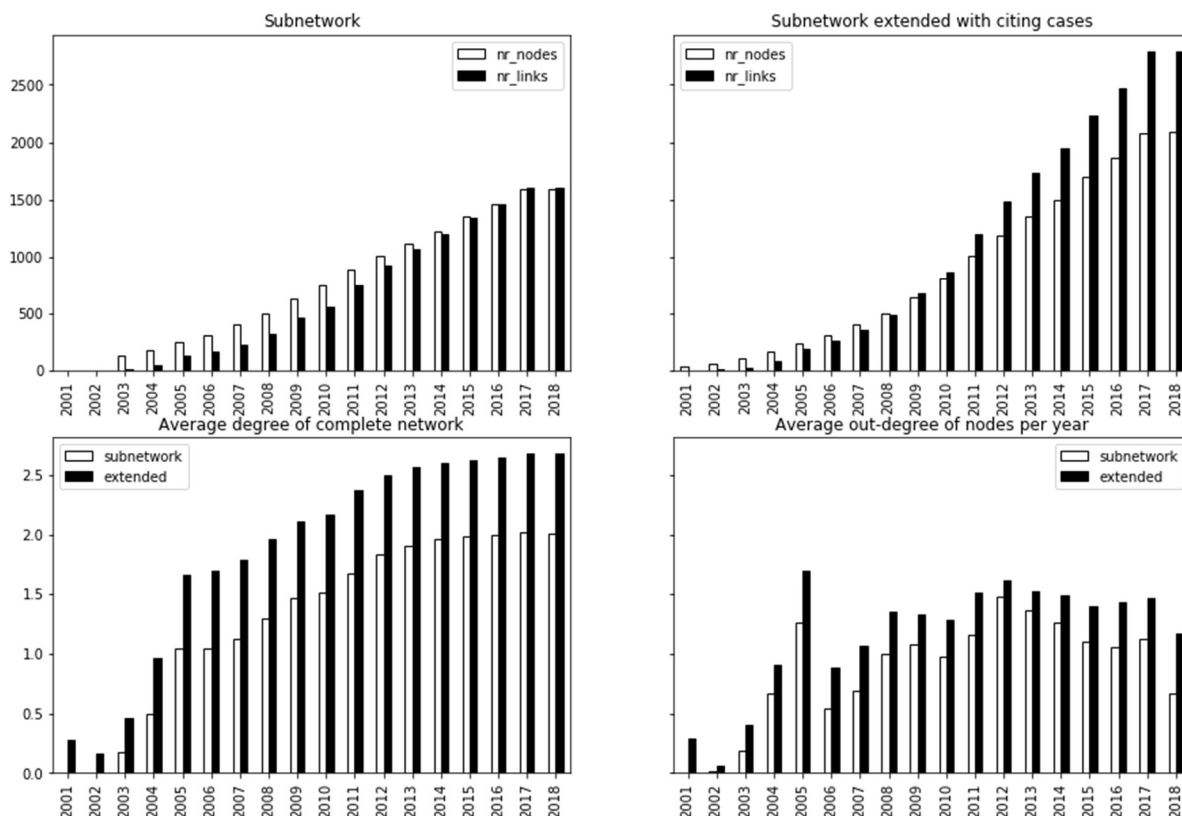 Subnetwork
nr_nodes
nr_links
2500
2000
1500
1000
500
0
2001 2002 2003 2004 2005 2006 2007 2008 2009 2010 2011 2012 2013 2014 2015 2016 2017 2018
Subnetwork extended with citing cases
nr_nodes
nr_links
2001 2002 2003 2004 2005 2006 2007 2008 2009 2010 2011 2012 2013 2014 2015 2016 2017 2018
Average degree of complete network
subnetwork
extended
2.5
2.0
1.5
1.0
0.5
0.0
2001 2002 2003 2004 2005 2006 2007 2008 2009 2010 2011 2012 2013 2014 2015 2016 2017 2018
Average out-degree of nodes per year
subnetwork
extended
2001 2002 2003 2004 2005 2006 2007 2008 2009 2010 2011 2012 2013 2014 2015 2016 2017 2018